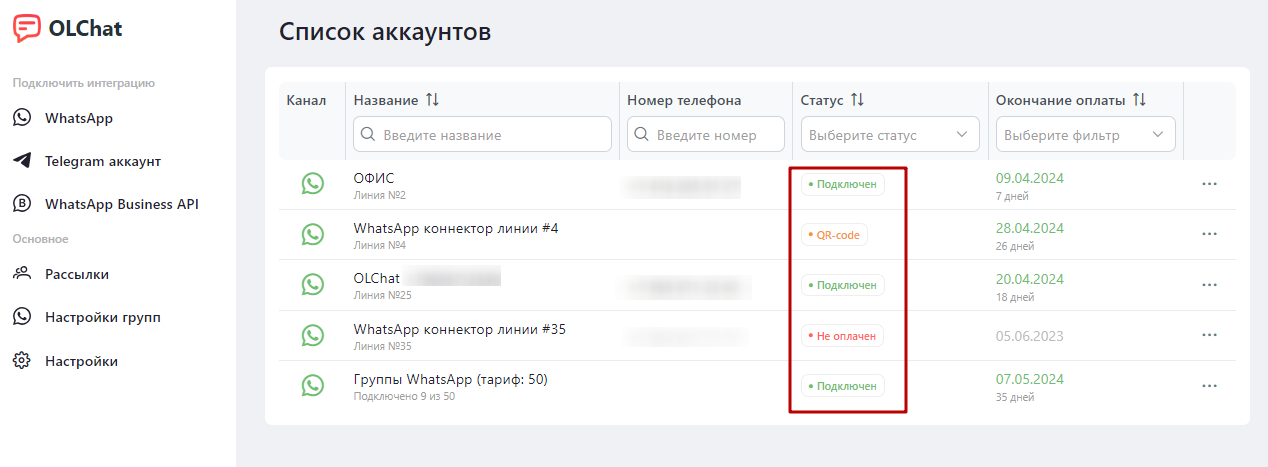 OLChat
Подключить интеграцию
WhatsApp
Telegram аккаунт
WhatsApp Business API
Основное
Рассылки
Настройки групп
Настройки
Список аккаунтов
Канал Название Номер телефона Статус Окончание оплаты
Введите название Введите номер Выберите статус Выберите фильтр
ОФИС Подключен 09.04.2024
Линия №2 7 дней
WhatsApp коннектор линии #4 QR-code 28.04.2024
Линия №4 26 дней
OLChat Подключен 20.04.2024
Линия №25 18 дней
WhatsApp коннектор линии #35 Не оплачен 05.06.2023
Линия №35
Группы WhatsApp (тариф: 50) Подключен 07.05.2024
Подключено 9 из 50 35 дней